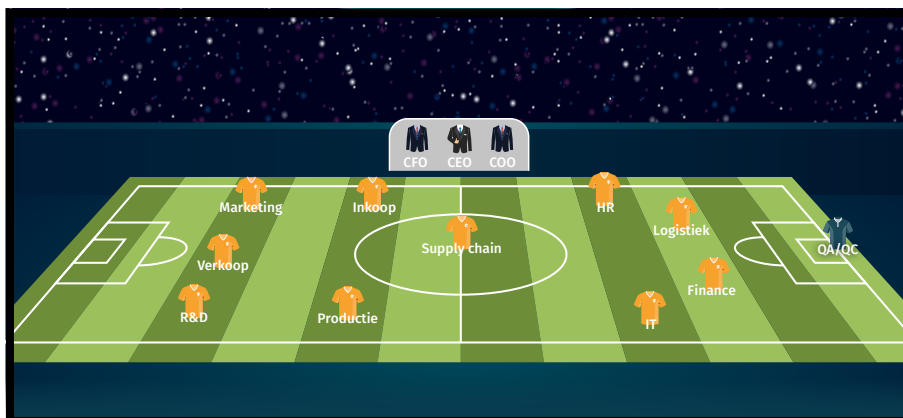 CFO CEO COO
Marketing Inkoop HR
Logistiek
Supply chain QA/QC
Verkoop
Finance
R&D Productie IT